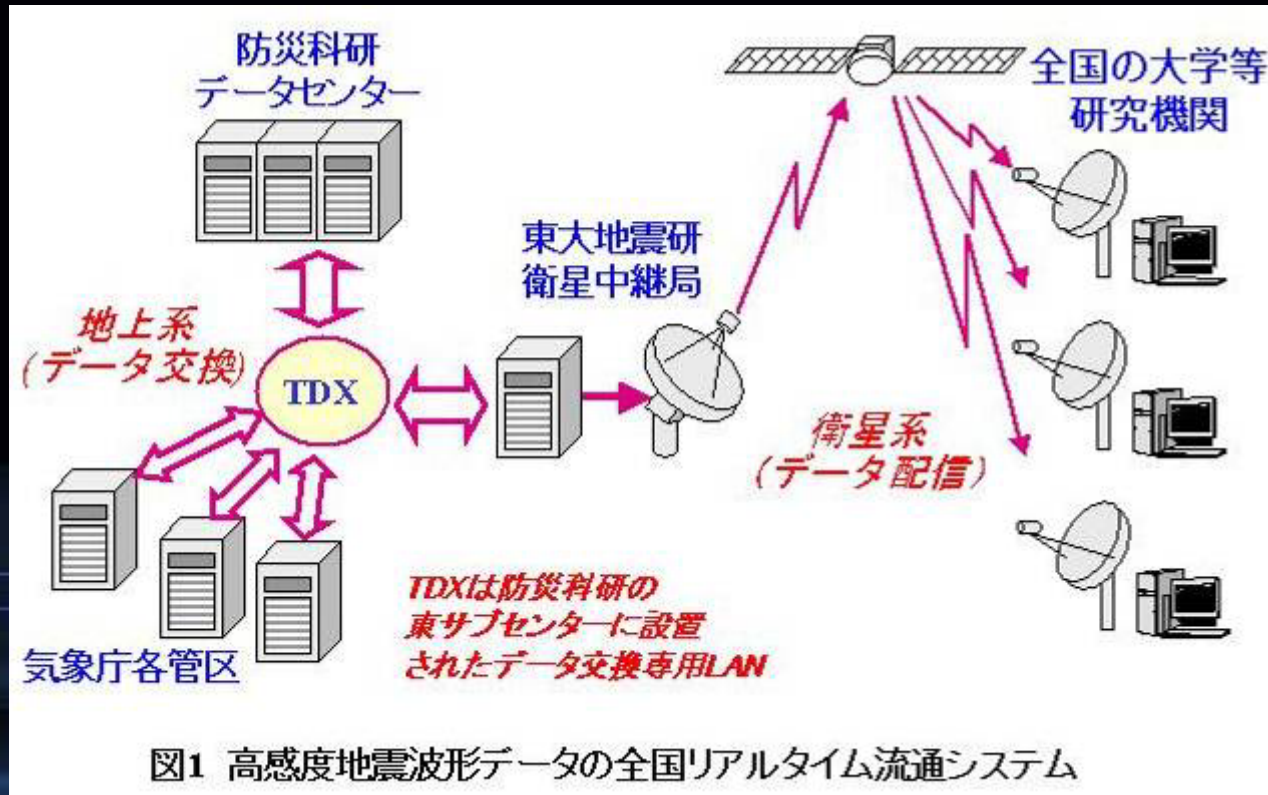 防災科研
データセンター
全国の大学等
研究機関
東大地震研
衛星中継局
地上系
(データ交換)
TDX
衛星系
(データ配信)
TDXは防災科研の
東サブセンターに設置
されたデータ交換専用LAN
気象庁各管区
図1 高感度地震波形データの全国リアルタイム流通システム